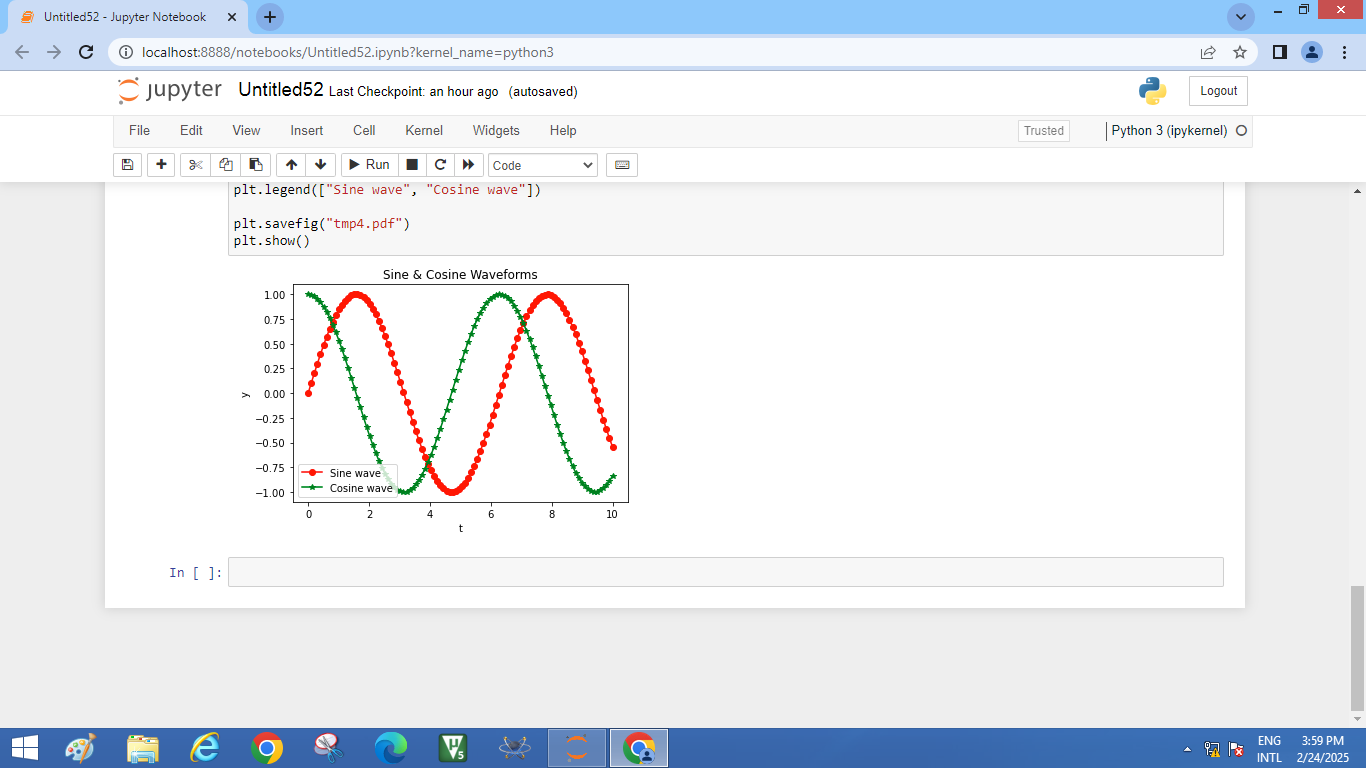 Untitled52 - Jupyter Notebook
localhost:8888/notebooks/Untitled52.ipynb?kernel_name=python3
jupyter Untitled52 Last Checkpoint: an hour ago (autosaved) Logout
File Edit View Insert Cell Kernel Widgets Help Trusted Python 3 (ipykernel)
Run Code
plt.legend(["Sine wave", "Cosine wave"])
plt.savefig("tmp4.pdf")
plt.show()
Sine & Cosine Waveforms
1.00
0.75
0.50
0.25
0.00
y
−0.25
−0.50
−0.75
−1.00
Sine wave
Cosine wave
0 2 4 6 8 10
t
In [ ]:
ENG 3:59 PM
INTL 2/24/2025